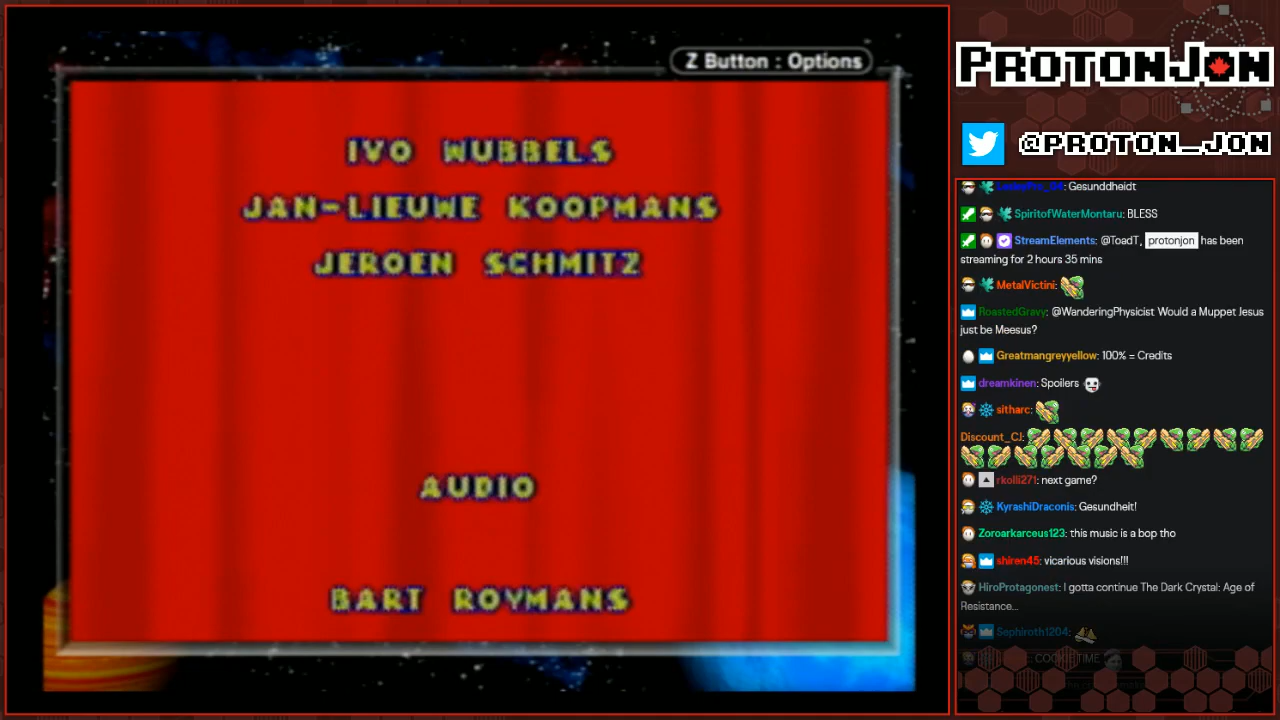 Z Button : Options
IVO WUBBELS
JAN-LIEUWE KOOPMANS
JEROEN SCHMITZ
AUDIO
BART ROYMANS
PROTONJON
@PROTON_JON
Gesunddheidt
SpiritofWaterMontaru: BLESS
StreamElements: @ToadT, protonjon has been
streaming for 2 hours 35 mins
MetalVictini:
RoastedGravy: @WanderingPhysicist Would a Muppet Jesus
just be Meesus?
Greatmangreyyellow: 100% = Credits
dreamkinen: Spoilers
sitharc:
Discount_CJ:
rkolli271: next game?
KyrashiDraconis: Gesundheit!
Zoroarkarceus123: this music is a bop tho
shiren45: vicarious visions!!!
HiroProtagonest: I gotta continue The Dark Crystal: Age of
Resistance...
Sephiroth1204:
COOKIE TIME